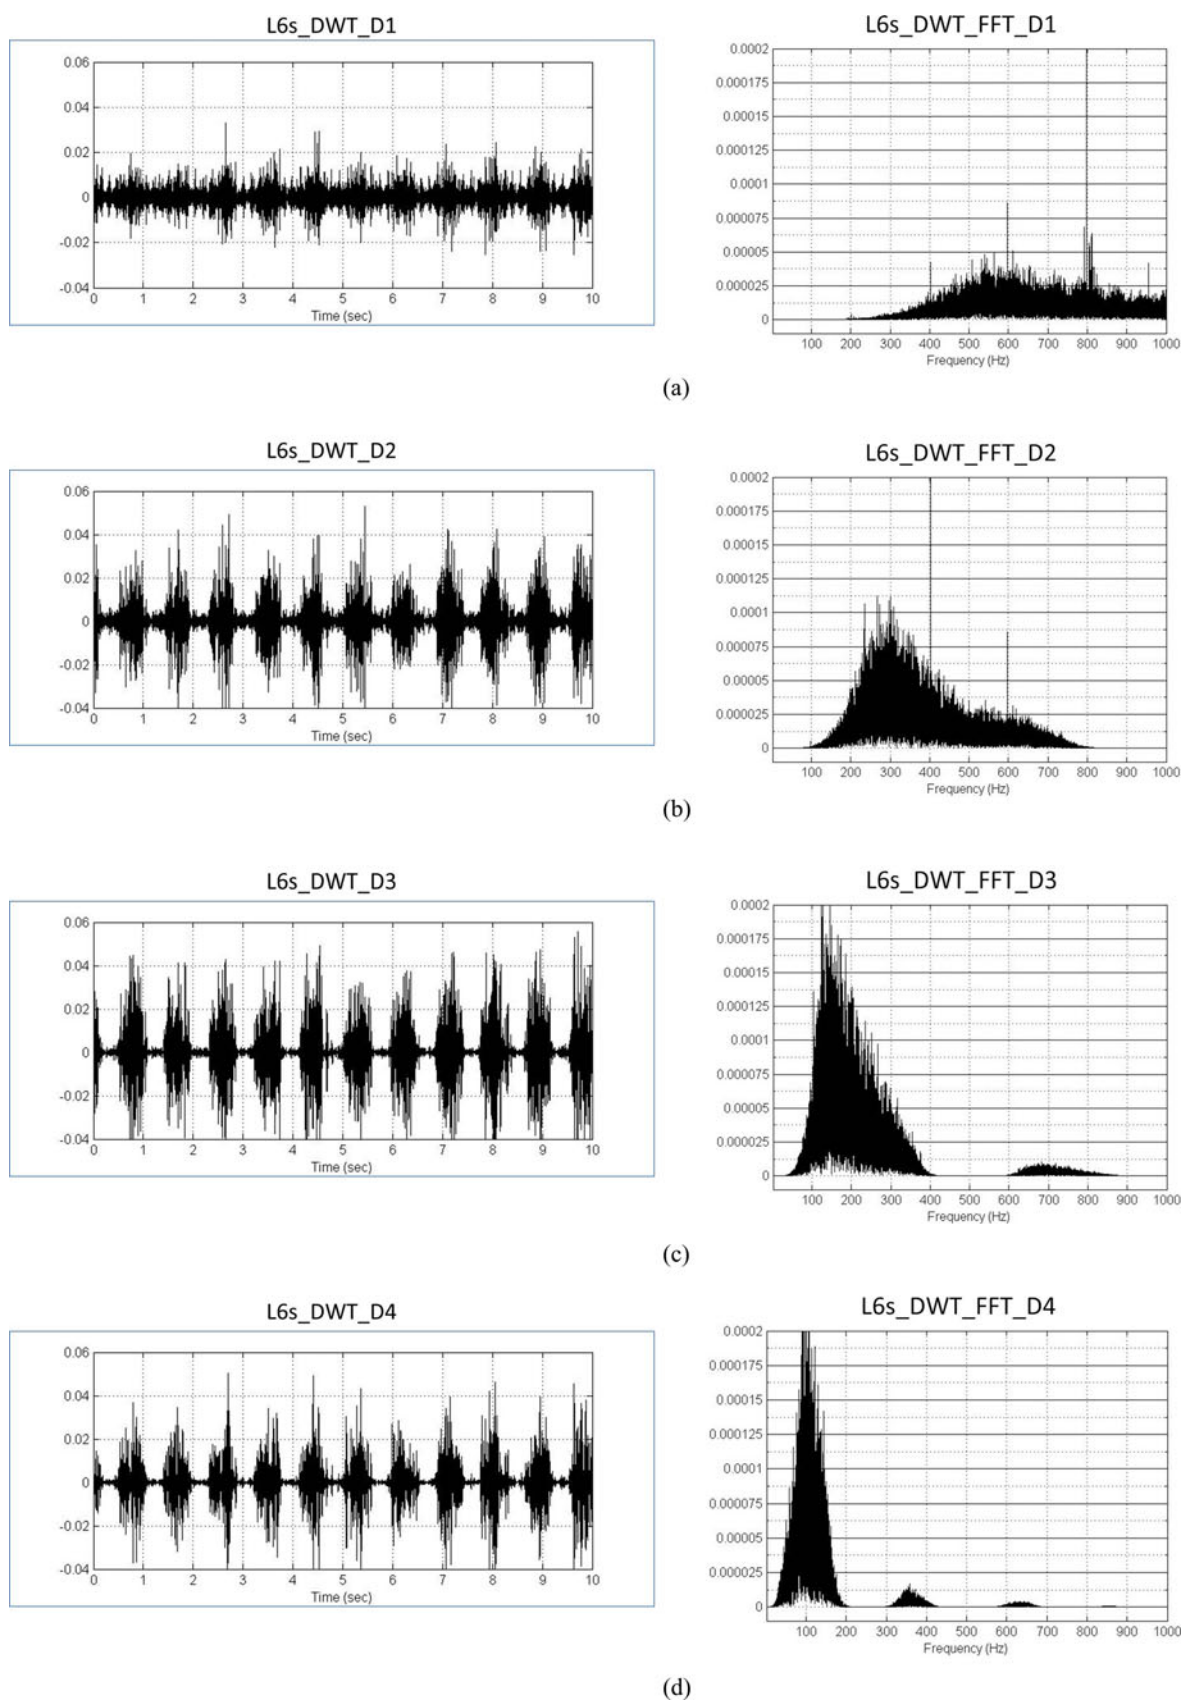 L6s_DWT_D1
0.06
0.04
0.02
0
-0.02
-0.04
0 1 2 3 4 5 6 7 8 9 10
Time (sec)
L6s_DWT_FFT_D1
0.0002
0.000175
0.00015
0.000125
0.0001
0.000075
0.00005
0.000025
0
100 200 300 400 500 600 700 800 900 1000
Frequency (Hz)
(a)
L6s_DWT_D2
0.06
0.04
0.02
0
-0.02
-0.04
0 1 2 3 4 5 6 7 8 9 10
Time (sec)
L6s_DWT_FFT_D2
0.0002
0.000175
0.00015
0.000125
0.0001
0.000075
0.00005
0.000025
0
100 200 300 400 500 600 700 800 900 1000
Frequency (Hz)
(b)
L6s_DWT_D3
0.06
0.04
0.02
0
-0.02
-0.04
0 1 2 3 4 5 6 7 8 9 10
Time (sec)
L6s_DWT_FFT_D3
0.0002
0.000175
0.00015
0.000125
0.0001
0.000075
0.00005
0.000025
0
100 200 300 400 500 600 700 800 900 1000
Frequency (Hz)
(c)
L6s_DWT_D4
0.06
0.04
0.02
0
-0.02
-0.04
0 1 2 3 4 5 6 7 8 9 10
Time (sec)
L6s_DWT_FFT_D4
0.0002
0.000175
0.00015
0.000125
0.0001
0.000075
0.00005
0.000025
0
100 200 300 400 500 600 700 800 900 1000
Frequency (Hz)
(d)